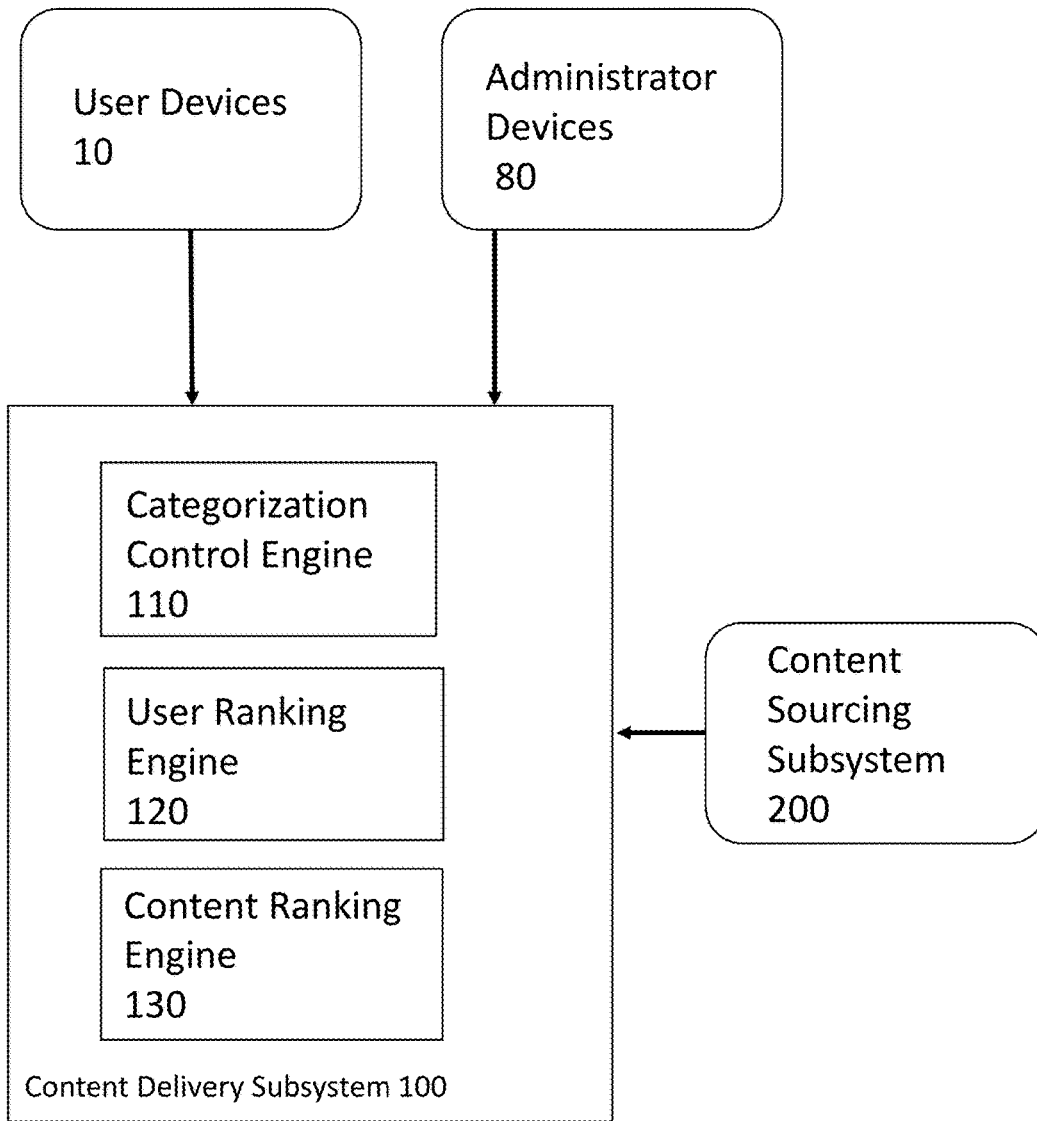 User Devices
10
Administrator
Devices
80
Categorization
Control Engine
110
User Ranking
Engine
120
Content Ranking
Engine
130
Content Delivery Subsystem 100
Content
Sourcing
Subsystem
200